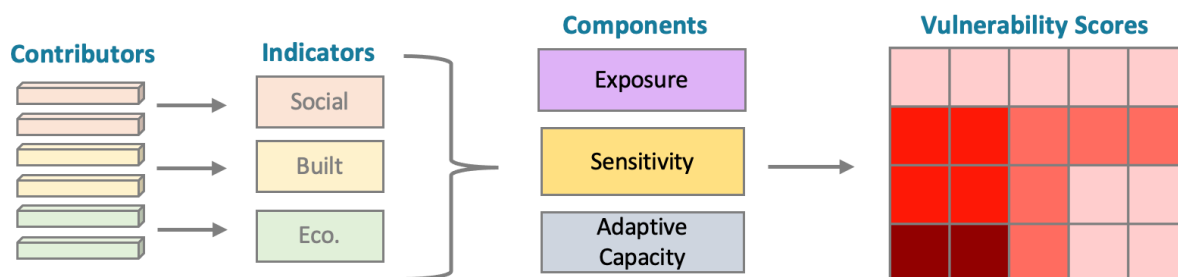 Contributors
Indicators
Components
Vulnerability Scores
Social
Built
Eco.
Exposure
Sensitivity
Adaptive
Capacity